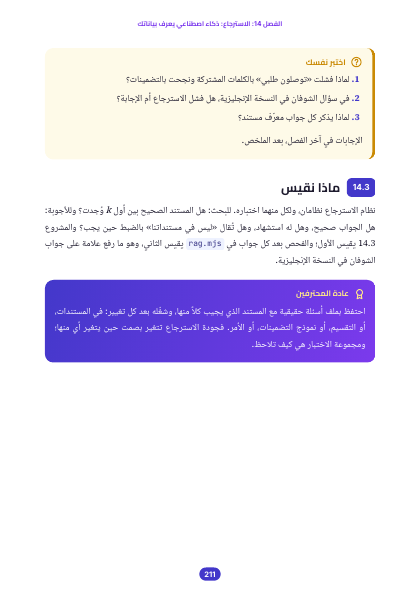 الفصل 14: الاسترجاع: ذكاء اصطناعي يعرف بياناتك
اختبر نفسك
1. لماذا فشلت «توصلون طلبي» بالكلمات المشتركة ونجحت بالتضمينات؟
2. في سؤال الشوفان في النسخة الإنجليزية، هل فشل الاسترجاع أم الإجابة؟
3. لماذا يذكر كل جواب معرّف مستند؟
الإجابات في آخر الفصل، بعد الملخص.
14.3 ماذا نقيس
نظام الاسترجاع نظامان، ولكل منهما اختباره. للبحث: هل المستند الصحيح بين أول k وُجدت؟ وللأجوبة:
هل الجواب صحيح، وهل له استشهاد، وهل تُقال «ليس في مستنداتنا» بالضبط حين يجب؟ والمشروع
14.3 يقيس الأول؛ والفحص بعد كل جواب في rag.mjs يقيس الثاني، وهو ما رفع علامة على جواب
الشوفان في النسخة الإنجليزية.
عادة المحترفين
احتفظ بملف أسئلة حقيقية مع المستند الذي يجيب كلاً منها، وشغّله بعد كل تغيير: في المستندات،
أو التقسيم، أو نموذج التضمينات، أو الأمر. فجودة الاسترجاع تتغير بصمت حين يتغير أي منها؛
ومجموعة الاختبار هي كيف تلاحظ.
211